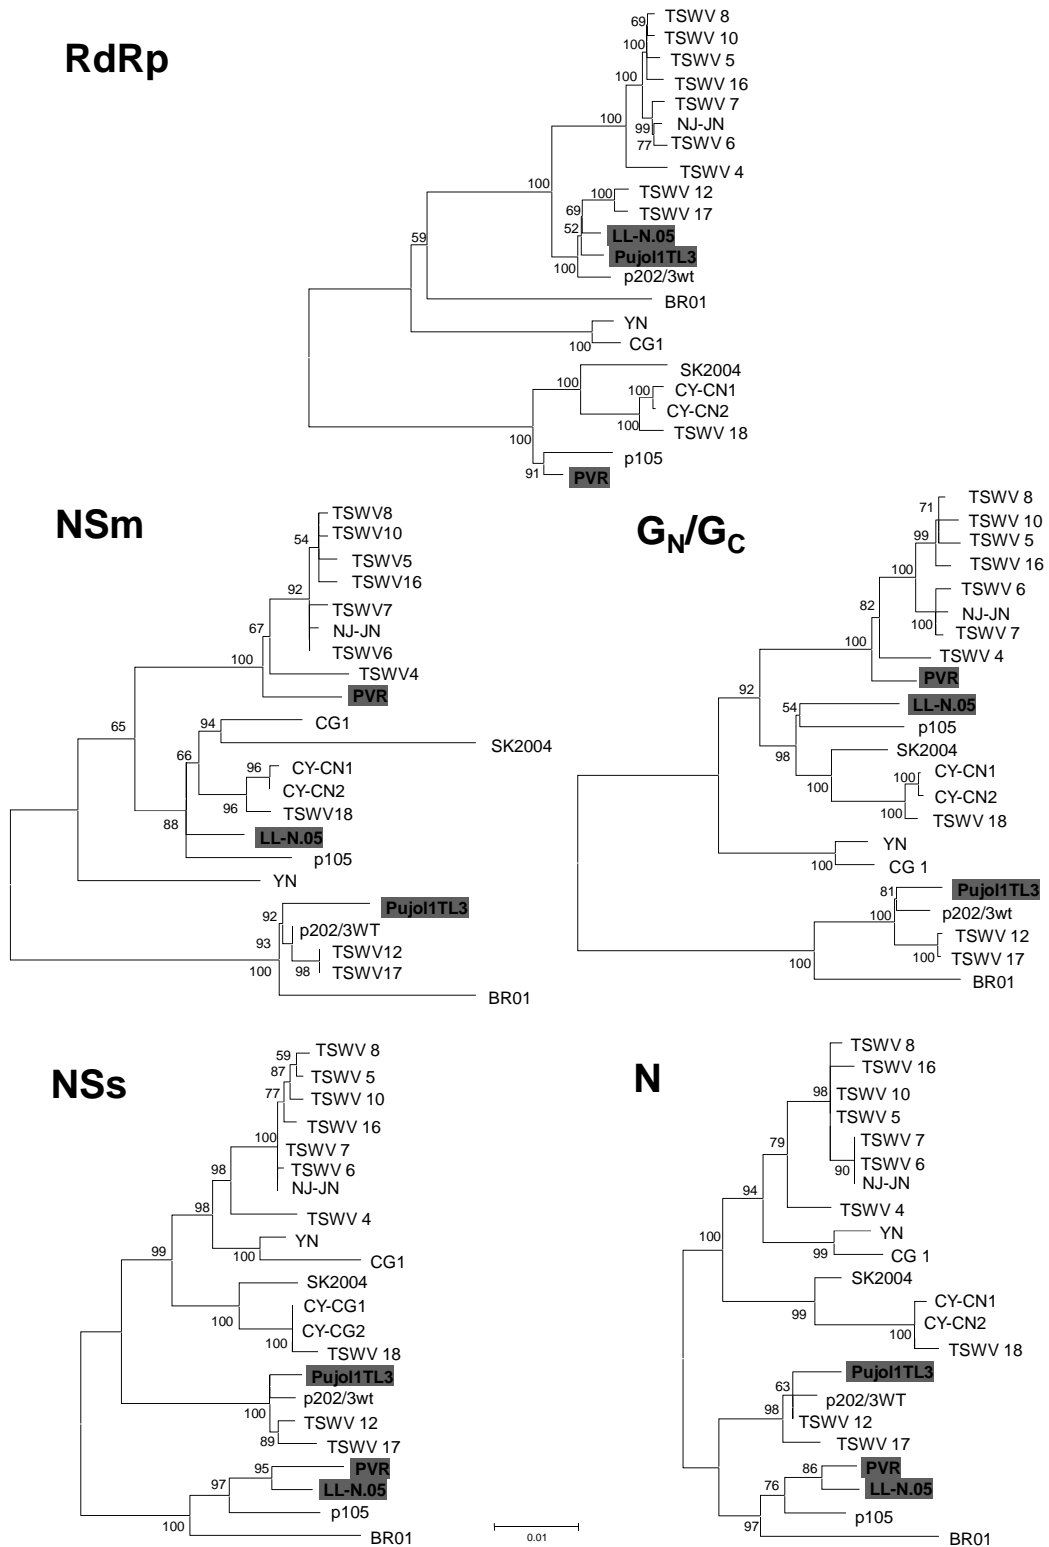 RdRp
TSWV 8
69
TSWV 10
100
TSWV 5
100
TSWV 16
TSWV 7
100
NJ-JN
99
TSWV 6
77
TSWV 4
100
TSWV 12
100
69
TSWV 17
52
LL-N.05
59
Pujol1TL3
100
p202/3wt
BR01
YN
CG1
100
SK2004
100
CY-CN1
100
CY-CN2
100
TSWV 18
100
p105
91
PVR
NSm
TSWV8
TSWV10
54
TSWV5
TSWV16
92
TSWV7
NJ-JN
67
TSWV6
100
TSWV4
PVR
65
94
CG1
SK2004
66
96
CY-CN1
CY-CN2
96
TSWV18
88
LL-N.05
p105
YN
Pujol1TL3
92
p202/3WT
93
TSWV12
98
TSWV17
100
BR01
GN/GC
TSWV 8
71
TSWV 10
99
TSWV 5
TSWV 16
100
TSWV 6
82
NJ-JN
100
TSWV 7
100
TSWV 4
PVR
92
54
LL-N.05
p105
98
SK2004
100
CY-CN1
100
CY-CN2
100
TSWV 18
YN
100
CG 1
81
Pujol1TL3
100
p202/3wt
TSWV 12
100
TSWV 17
100
BR01
NSs
59
TSWV 8
87
TSWV 5
77
TSWV 10
TSWV 16
100
TSWV 7
98
TSWV 6
NJ-JN
98
TSWV 4
YN
99
100
CG1
SK2004
CY-CG1
100
CY-CG2
100
TSWV 18
Pujol1TL3
p202/3wt
100
TSWV 12
89
TSWV 17
95
PVR
97
LL-N.05
p105
100
BR01
0.01
N
TSWV 8
TSWV 16
98
TSWV 10
TSWV 5
79
TSWV 7
TSWV 6
90
NJ-JN
94
TSWV 4
100
YN
99
CG 1
SK2004
CY-CN1
99
CY-CN2
100
TSWV 18
Pujol1TL3
63
p202/3WT
98
TSWV 12
TSWV 17
86
PVR
76
LL-N.05
p105
97
BR01